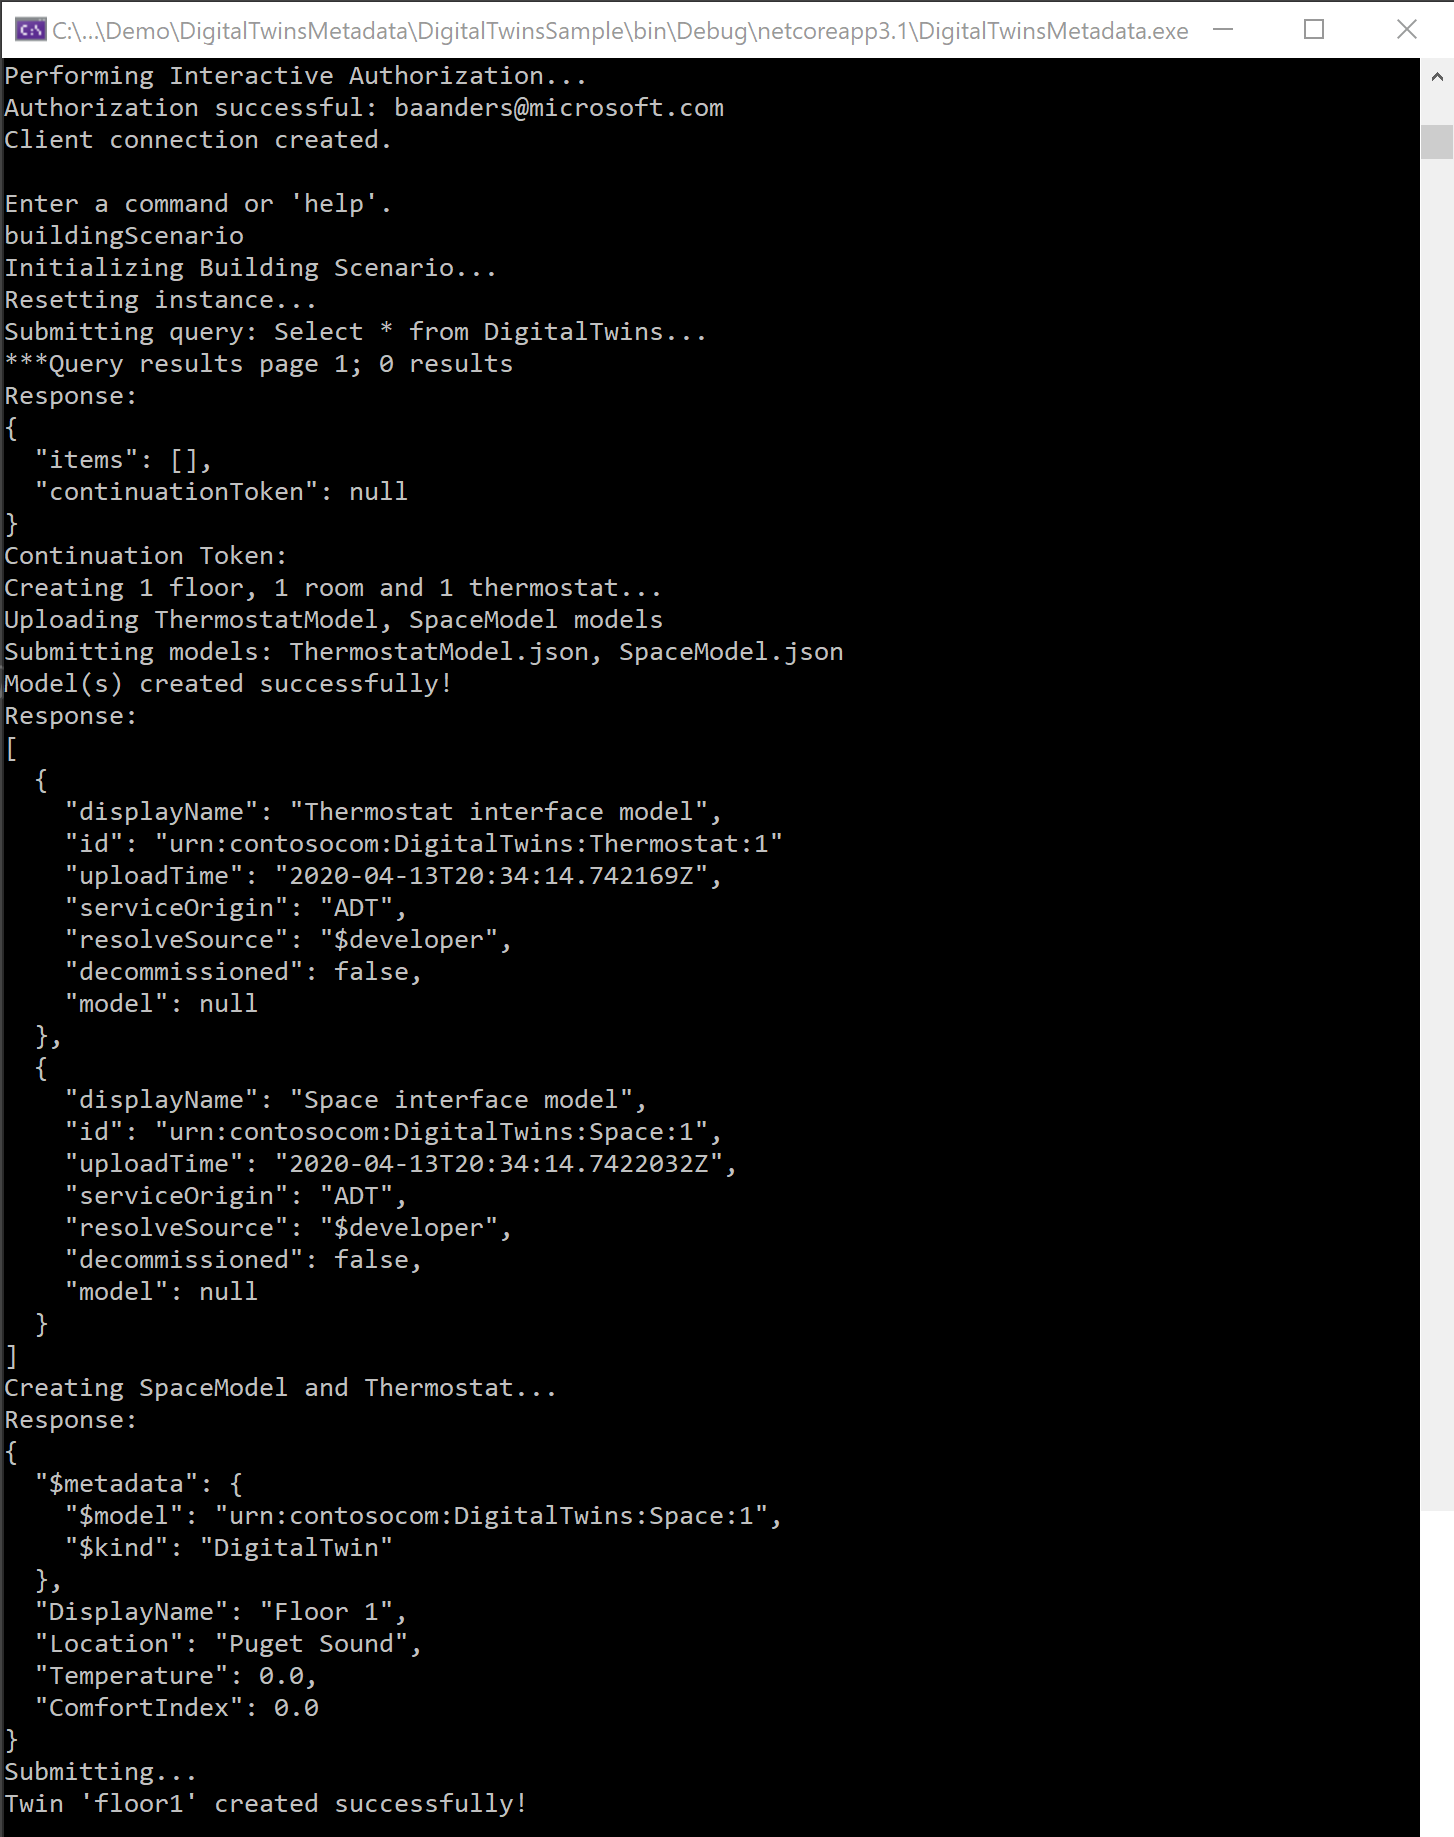 C:\...\Demo\DigitalTwinsMetadata\DigitalTwinsSample\bin\Debug\netcoreapp3.1\DigitalTwinsMetadata.exe
Performing Interactive Authorization...
Authorization successful: baanders@microsoft.com
Client connection created.

Enter a command or 'help'.
buildingScenario
Initializing Building Scenario...
Resetting instance...
Submitting query: Select * from DigitalTwins...
***Query results page 1; 0 results
Response:
{
  "items": [],
  "continuationToken": null
}
Continuation Token:
Creating 1 floor, 1 room and 1 thermostat...
Uploading ThermostatModel, SpaceModel models
Submitting models: ThermostatModel.json, SpaceModel.json
Model(s) created successfully!
Response:
[
  {
    "displayName": "Thermostat interface model",
    "id": "urn:contosocom:DigitalTwins:Thermostat:1"
    "uploadTime": "2020-04-13T20:34:14.742169Z",
    "serviceOrigin": "ADT",
    "resolveSource": "$developer",
    "decommissioned": false,
    "model": null
  },
  {
    "displayName": "Space interface model",
    "id": "urn:contosocom:DigitalTwins:Space:1",
    "uploadTime": "2020-04-13T20:34:14.7422032Z",
    "serviceOrigin": "ADT",
    "resolveSource": "$developer",
    "decommissioned": false,
    "model": null
  }
]
Creating SpaceModel and Thermostat...
Response:
{
  "$metadata": {
    "$model": "urn:contosocom:DigitalTwins:Space:1",
    "$kind": "DigitalTwin"
  },
  "DisplayName": "Floor 1",
  "Location": "Puget Sound",
  "Temperature": 0.0,
  "ComfortIndex": 0.0
}
Submitting...
Twin 'floor1' created successfully!